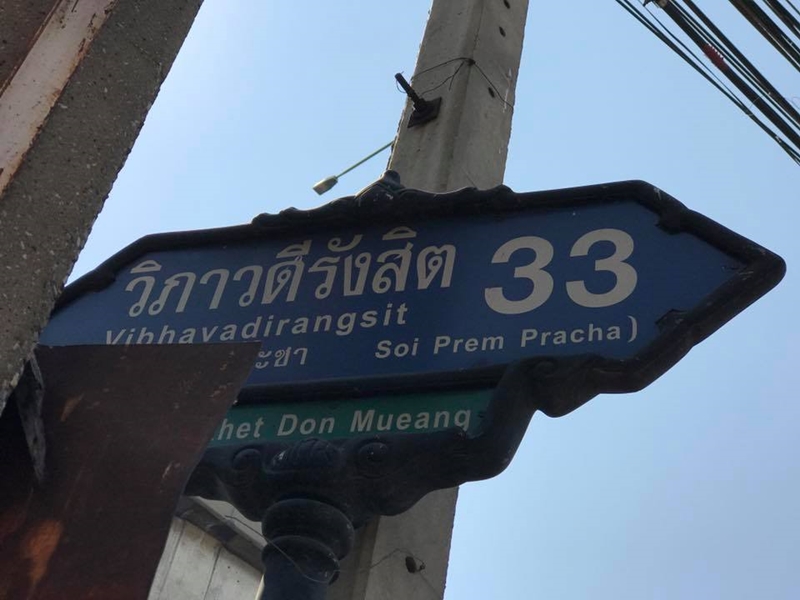 วิภาวดีรังสิต 33
Vibhavadirangsit
ะชา Soi Prem Pracha)
het Don Mueang